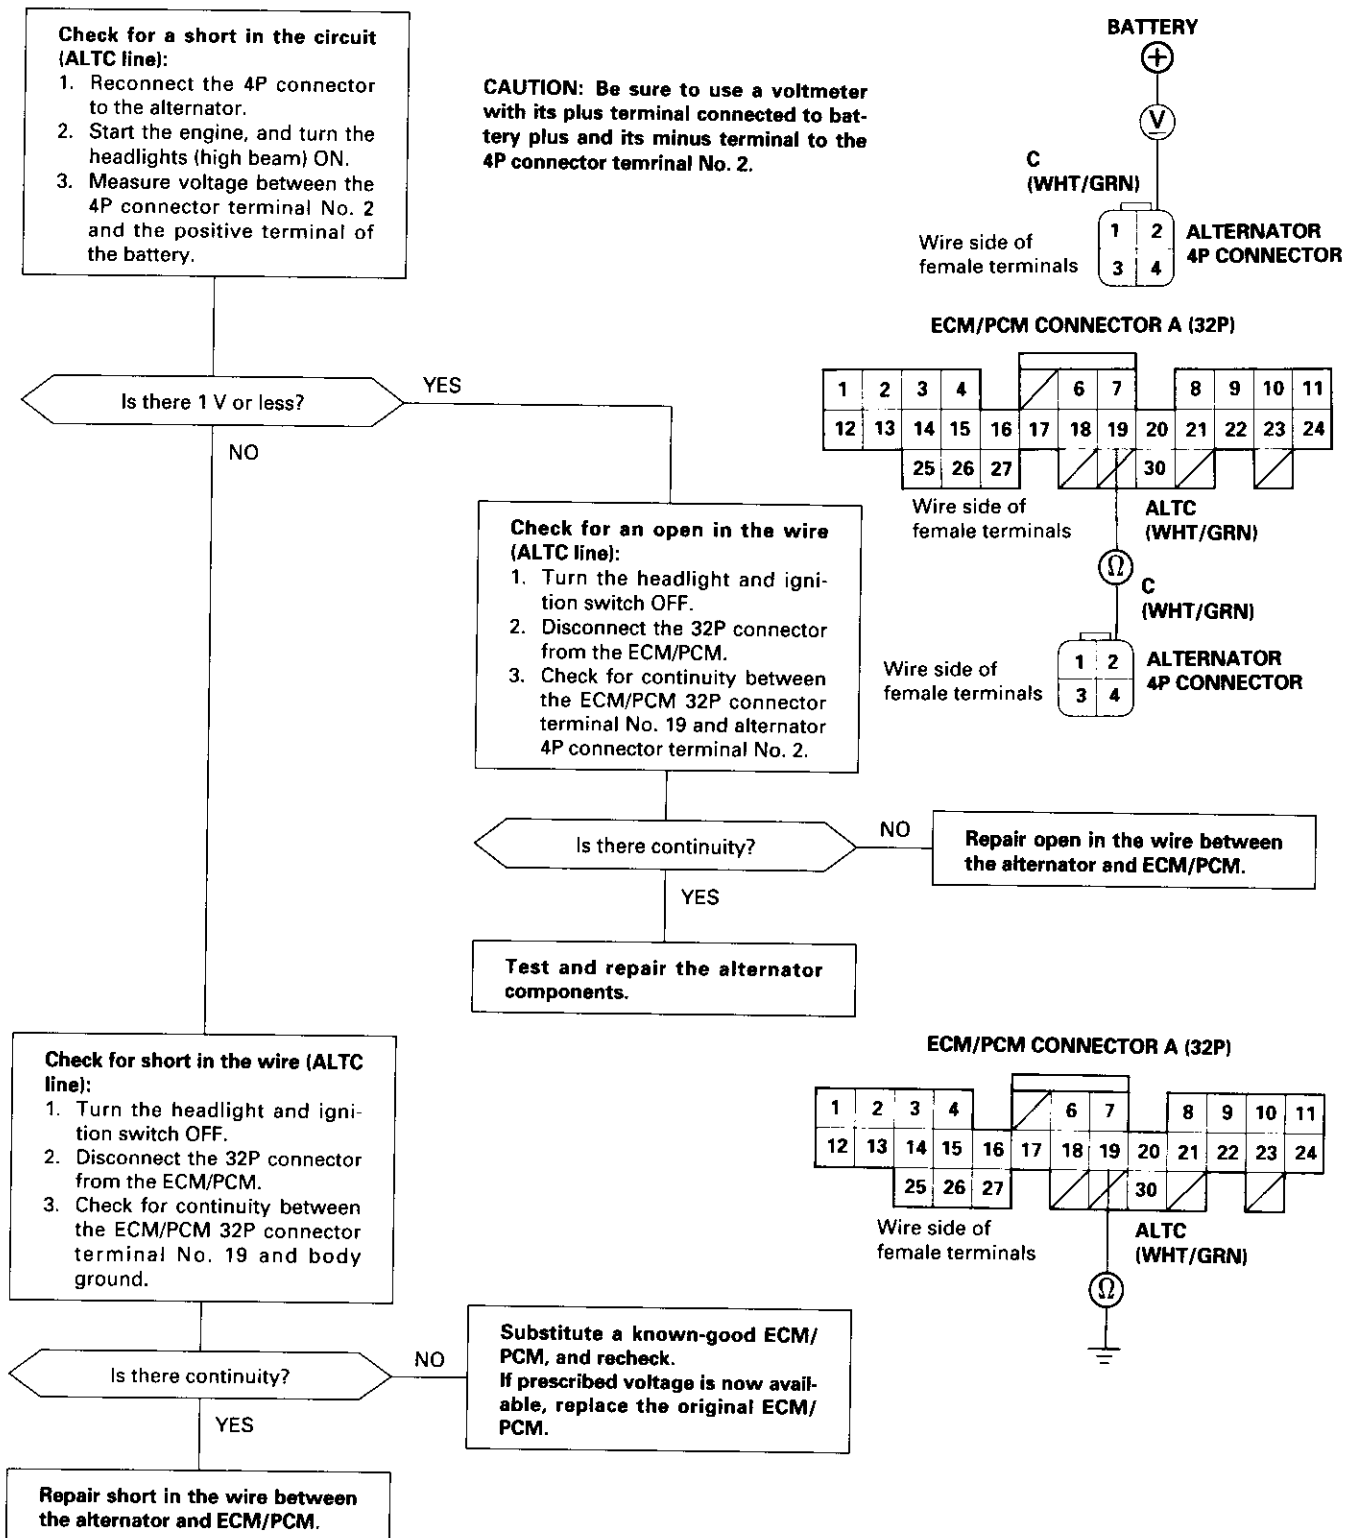 Check for a short in the circuit
(ALTC line):
1. Reconnect the 4P connector
to the alternator.
2. Start the engine, and turn the
headlights (high beam) ON.
3. Measure voltage between the
4P connector terminal No. 2
and the positive terminal of
the battery.
CAUTION: Be sure to use a voltmeter
with its plus terminal connected to bat-
tery plus and its minus terminal to the
4P connector temrinal No. 2.
BATTERY
+
V
C
(WHT/GRN)
1 2
3 4
Wire side of
female terminals
ALTERNATOR
4P CONNECTOR
Is there 1 V or less?
YES
NO
ECM/PCM CONNECTOR A (32P)
1 2 3 4 6 7 8 9 10 11
12 13 14 15 16 17 18 19 20 21 22 23 24
25 26 27 30
Wire side of
female terminals
ALTC
(WHT/GRN)
Ω
C
(WHT/GRN)
1 2
3 4
Wire side of
female terminals
ALTERNATOR
4P CONNECTOR
Check for an open in the wire
(ALTC line):
1. Turn the headlight and igni-
tion switch OFF.
2. Disconnect the 32P connector
from the ECM/PCM.
3. Check for continuity between
the ECM/PCM 32P connector
terminal No. 19 and alternator
4P connector terminal No. 2.
Is there continuity?
NO
YES
Repair open in the wire between
the alternator and ECM/PCM.
Test and repair the alternator
components.
Check for short in the wire (ALTC
line):
1. Turn the headlight and igni-
tion switch OFF.
2. Disconnect the 32P connector
from the ECM/PCM.
3. Check for continuity between
the ECM/PCM 32P connector
terminal No. 19 and body
ground.
ECM/PCM CONNECTOR A (32P)
1 2 3 4 6 7 8 9 10 11
12 13 14 15 16 17 18 19 20 21 22 23 24
25 26 27 30
Wire side of
female terminals
ALTC
(WHT/GRN)
Ω
Is there continuity?
NO
YES
Substitute a known-good ECM/
PCM, and recheck.
If prescribed voltage is now avail-
able, replace the original ECM/
PCM.
Repair short in the wire between
the alternator and ECM/PCM.